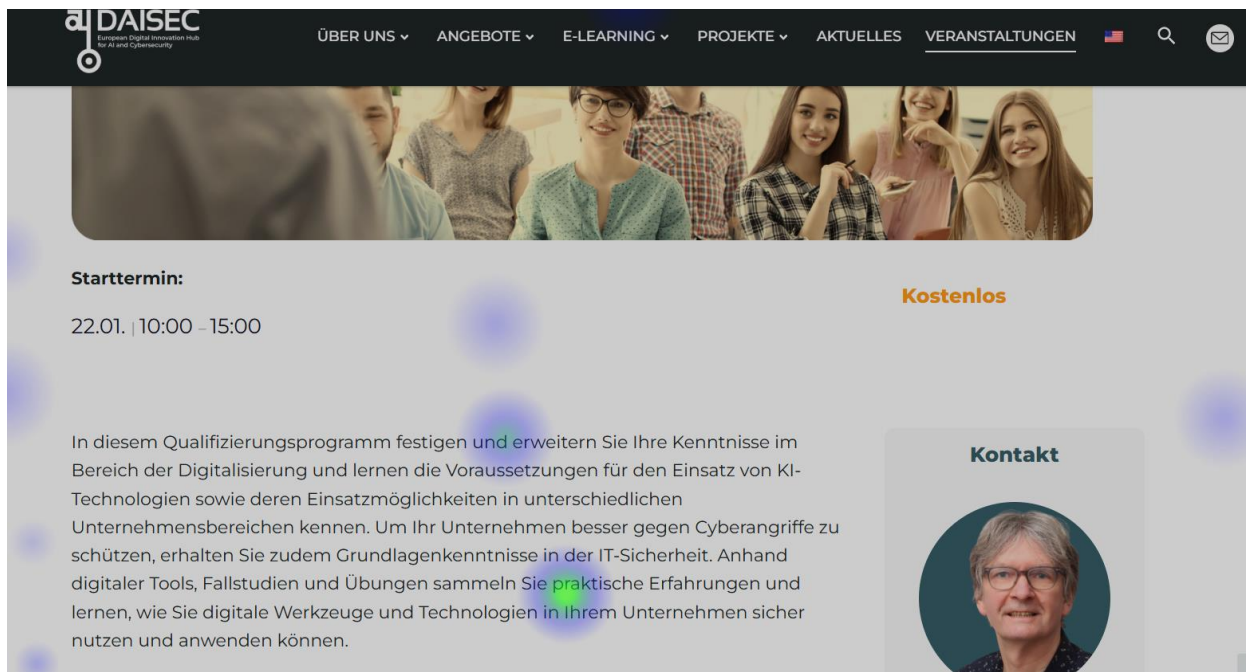 DAISEC
European Digital Innovation Hub
for AI and Cybersecurity
ÜBER UNS ANGEBOTE E-LEARNING PROJEKTE AKTUELLES VERANSTALTUNGEN
Starttermin:
Kostenlos
22.01. | 10:00 – 15:00
In diesem Qualifizierungsprogramm festigen und erweitern Sie Ihre Kenntnisse im
Bereich der Digitalisierung und lernen die Voraussetzungen für den Einsatz von KI-
Technologien sowie deren Einsatzmöglichkeiten in unterschiedlichen
Unternehmensbereichen kennen. Um Ihr Unternehmen besser gegen Cyberangriffe zu
schützen, erhalten Sie zudem Grundlagenkenntnisse in der IT-Sicherheit. Anhand
digitaler Tools, Fallstudien und Übungen sammeln Sie praktische Erfahrungen und
lernen, wie Sie digitale Werkzeuge und Technologien in Ihrem Unternehmen sicher
nutzen und anwenden können.
Kontakt